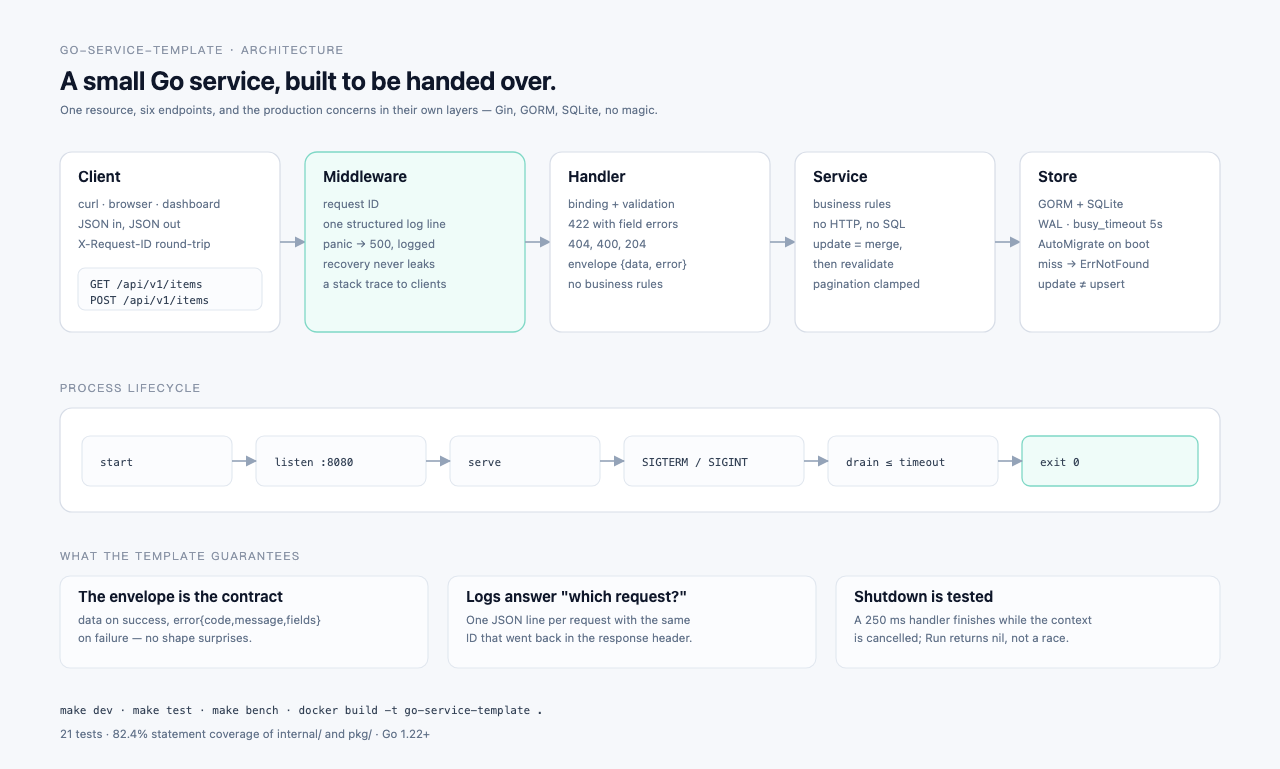 GO–SERVICE–TEMPLATE · ARCHITECTURE
A small Go service, built to be handed over.
One resource, six endpoints, and the production concerns in their own layers — Gin, GORM, SQLite, no magic.
Client
curl · browser · dashboard
JSON in, JSON out
X-Request-ID round-trip
GET /api/v1/items
POST /api/v1/items
Middleware
request ID
one structured log line
panic → 500, logged
recovery never leaks
a stack trace to clients
Handler
binding + validation
422 with field errors
404, 400, 204
envelope {data, error}
no business rules
Service
business rules
no HTTP, no SQL
update = merge,
then revalidate
pagination clamped
Store
GORM + SQLite
WAL · busy_timeout 5s
AutoMigrate on boot
miss → ErrNotFound
update ≠ upsert
PROCESS LIFECYCLE
start
listen :8080
serve
SIGTERM / SIGINT
drain ≤ timeout
exit 0
WHAT THE TEMPLATE GUARANTEES
The envelope is the contract
data on success, error{code,message,fields}
on failure — no shape surprises.
Logs answer "which request?"
One JSON line per request with the same
ID that went back in the response header.
Shutdown is tested
A 250 ms handler finishes while the context
is cancelled; Run returns nil, not a race.
make dev · make test · make bench · docker build -t go-service-template .
21 tests · 82.4% statement coverage of internal/ and pkg/ · Go 1.22+